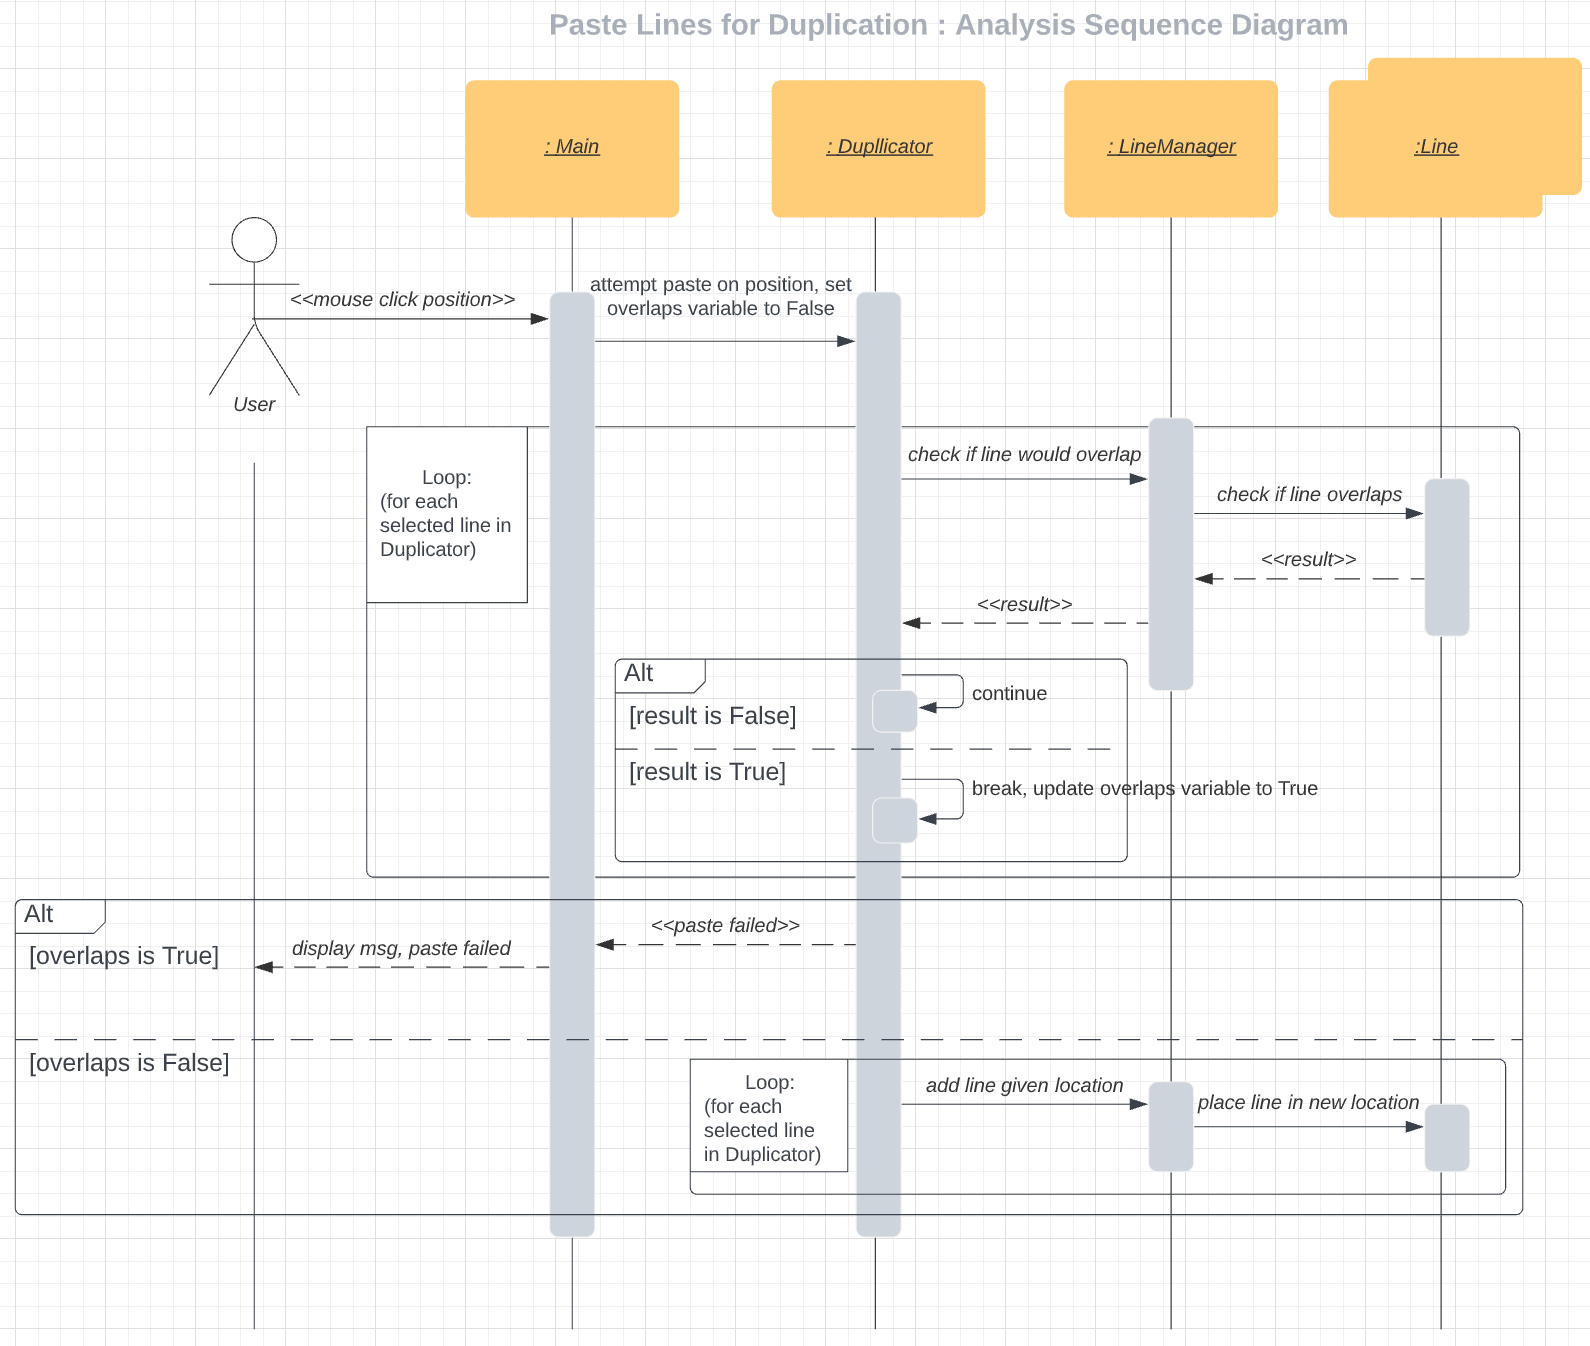 Paste Lines for Duplication : Analysis Sequence Diagram
: Main
: Dupllicator
: LineManager
:Line
<<mouse click position>>
attempt paste on position, set
overlaps variable to False
User
Loop:
(for each
selected line in
Duplicator)
check if line would overlap
check if line overlaps
<<result>>
<<result>>
Alt
[result is False]
continue
[result is True]
break, update overlaps variable to True
Alt
[overlaps is True]
<<paste failed>>
display msg, paste failed
[overlaps is False]
Loop:
(for each
selected line
in Duplicator)
add line given location
place line in new location